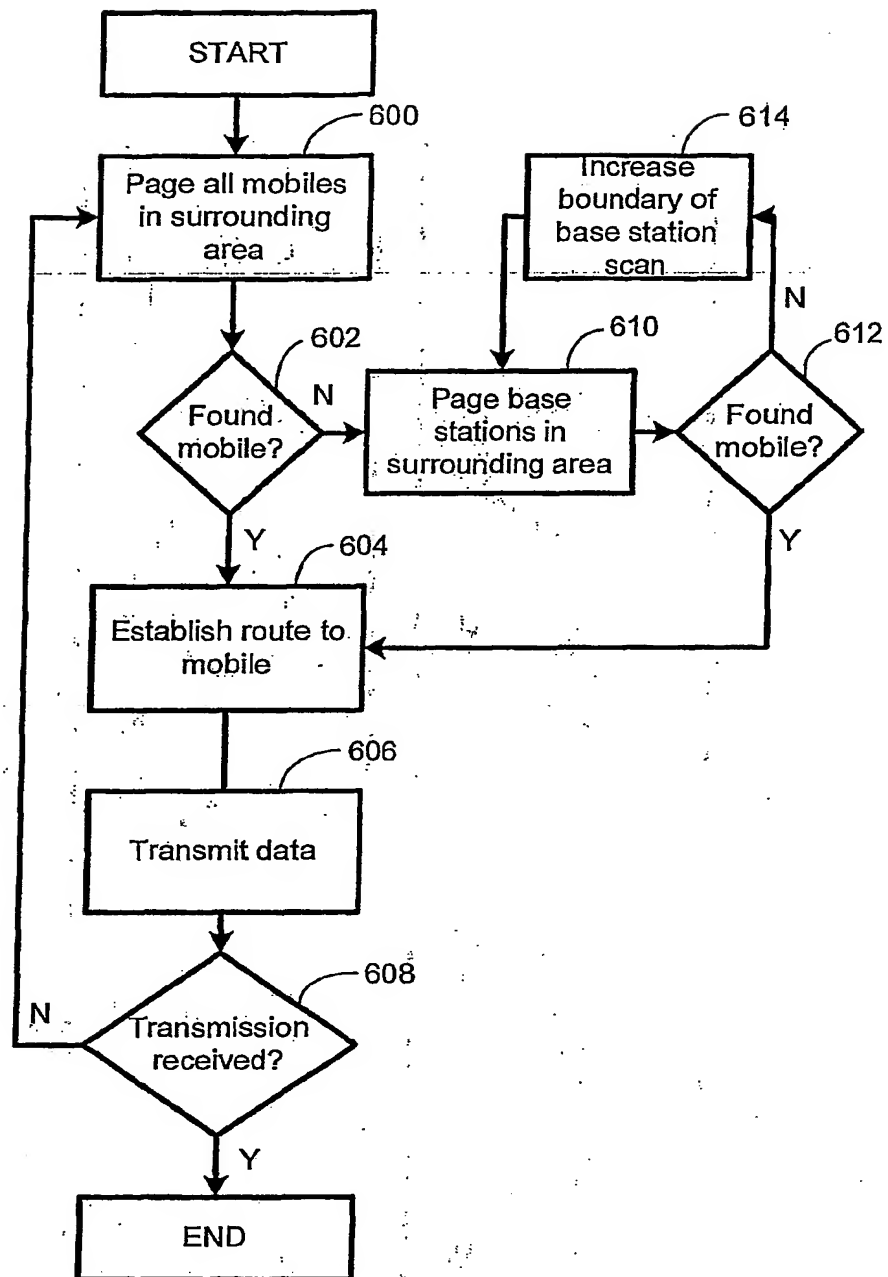 START
600
Page all mobiles
in surrounding
area
614
Increase
boundary of
base station
scan
N
602
Found
mobile?
N
610
Page base
stations in
surrounding area
612
Found
mobile?
Y
Y
604
Establish route to
mobile
606
Transmit data
608
Transmission
received?
N
Y
END